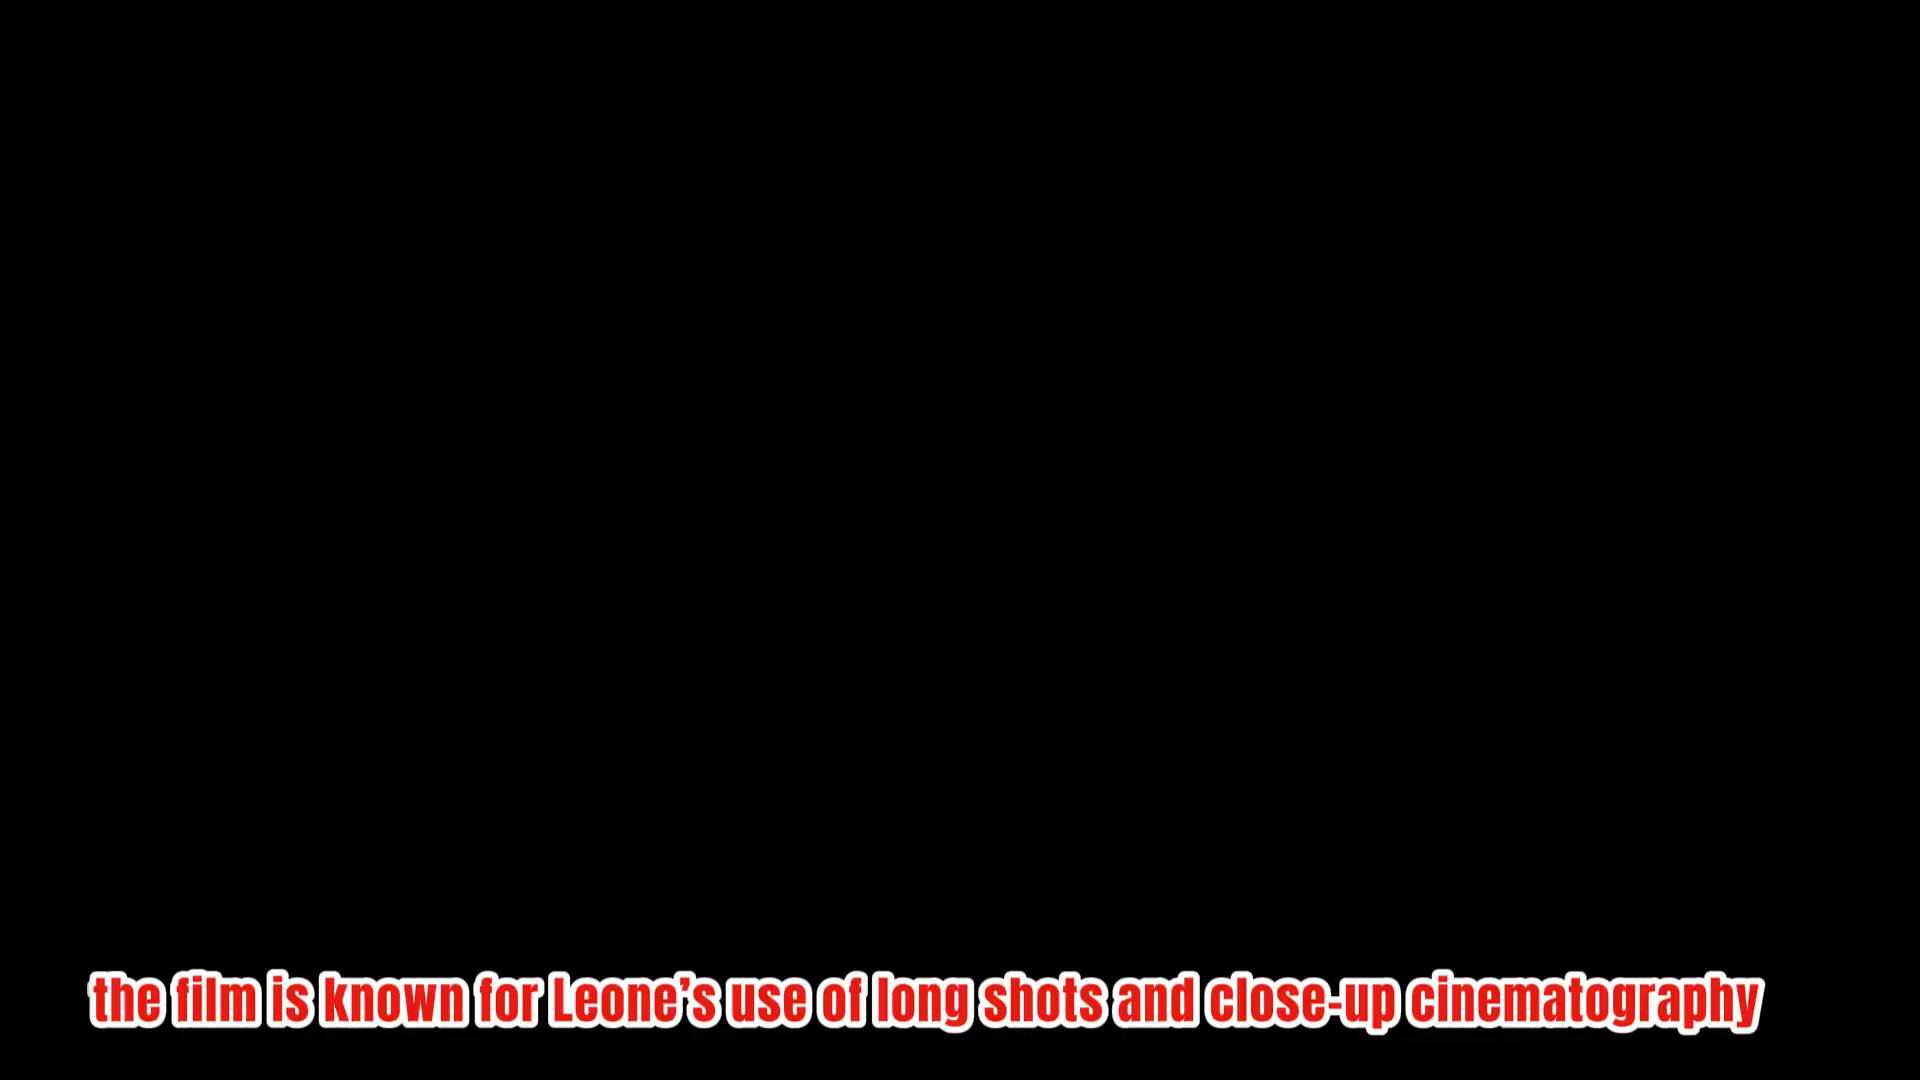 the film is known for Leone’s use of long shots and close-up cinematography